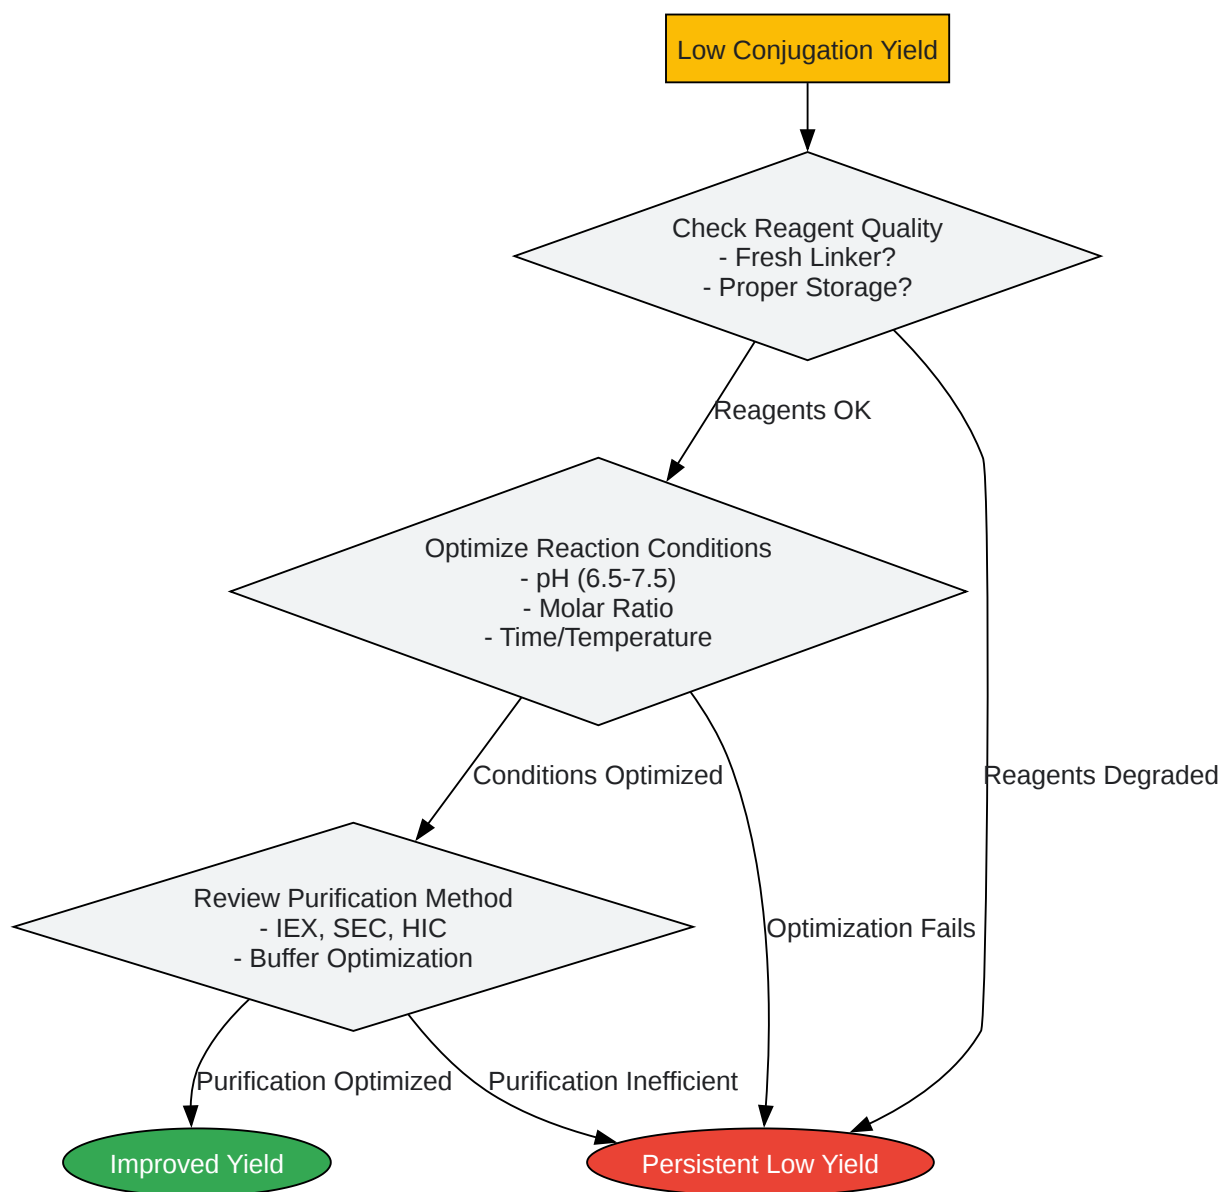 Low Conjugation Yield
Check Reagent Quality
- Fresh Linker?
- Proper Storage?
Reagents OK
Optimize Reaction Conditions
- pH (6.5-7.5)
- Molar Ratio
- Time/Temperature
Conditions Optimized
Reagents Degraded
Review Purification Method
- IEX, SEC, HIC
- Buffer Optimization
Optimization Fails
Purification Optimized
Purification Inefficient
Improved Yield
Persistent Low Yield